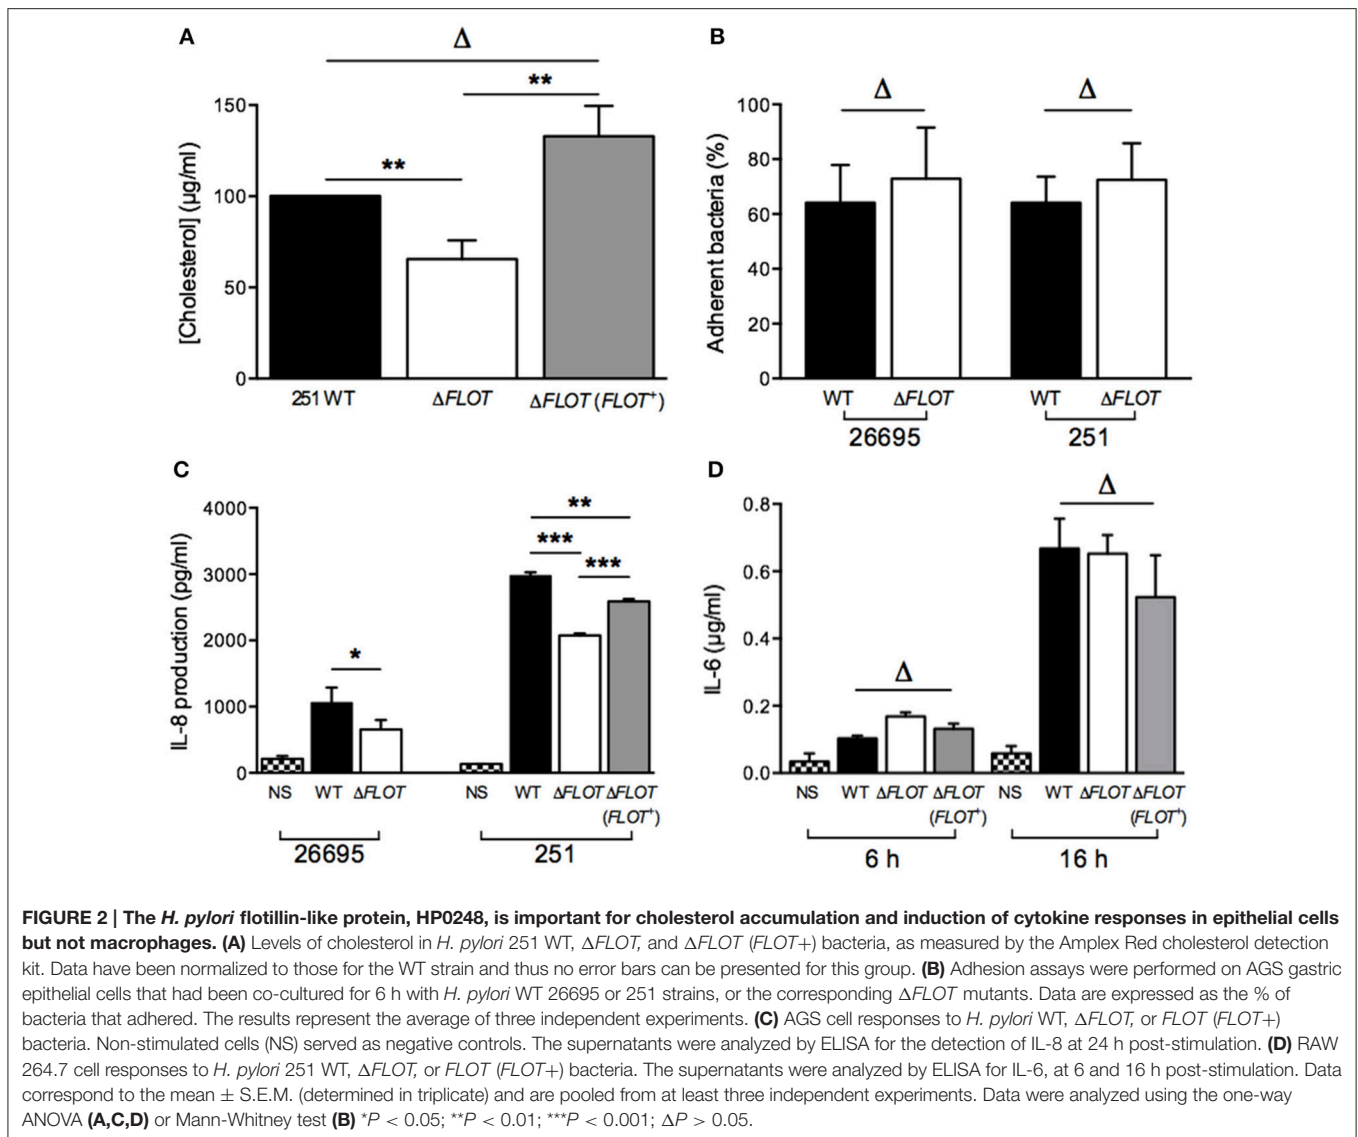 A
Δ
**
**
[Cholesterol] (µg/ml)
150
100
50
0
251 WT
ΔFLOT
ΔFLOT (FLOT+)
B
Δ
Δ
Adherent bacteria (%)
100
80
60
40
20
0
WT
ΔFLOT
WT
ΔFLOT
26695
251
C
**
***
***
*
IL-8 production (pg/ml)
4000
3000
2000
1000
0
NS
WT
ΔFLOT
NS
WT
ΔFLOT
ΔFLOT
(FLOT+)
26695
251
D
Δ
Δ
IL-6 (µg/ml)
0.8
0.6
0.4
0.2
0.0
NS
WT
ΔFLOT
ΔFLOT
(FLOT+)
NS
WT
ΔFLOT
ΔFLOT
(FLOT+)
6 h
16 h
FIGURE 2 | The H. pylori flotillin-like protein, HP0248, is important for cholesterol accumulation and induction of cytokine responses in epithelial cells
but not macrophages. (A) Levels of cholesterol in H. pylori 251 WT, ΔFLOT, and ΔFLOT (FLOT+) bacteria, as measured by the Amplex Red cholesterol detection
kit. Data have been normalized to those for the WT strain and thus no error bars can be presented for this group. (B) Adhesion assays were performed on AGS gastric
epithelial cells that had been co-cultured for 6 h with H. pylori WT 26695 or 251 strains, or the corresponding ΔFLOT mutants. Data are expressed as the % of
bacteria that adhered. The results represent the average of three independent experiments. (C) AGS cell responses to H. pylori WT, ΔFLOT, or FLOT (FLOT+)
bacteria. Non-stimulated cells (NS) served as negative controls. The supernatants were analyzed by ELISA for the detection of IL-8 at 24 h post-stimulation. (D) RAW
264.7 cell responses to H. pylori 251 WT, ΔFLOT, or FLOT (FLOT+) bacteria. The supernatants were analyzed by ELISA for IL-6, at 6 and 16 h post-stimulation. Data
correspond to the mean ± S.E.M. (determined in triplicate) and are pooled from at least three independent experiments. Data were analyzed using the one-way
ANOVA (A,C,D) or Mann-Whitney test (B) *P < 0.05; **P < 0.01; ***P < 0.001; ΔP > 0.05.